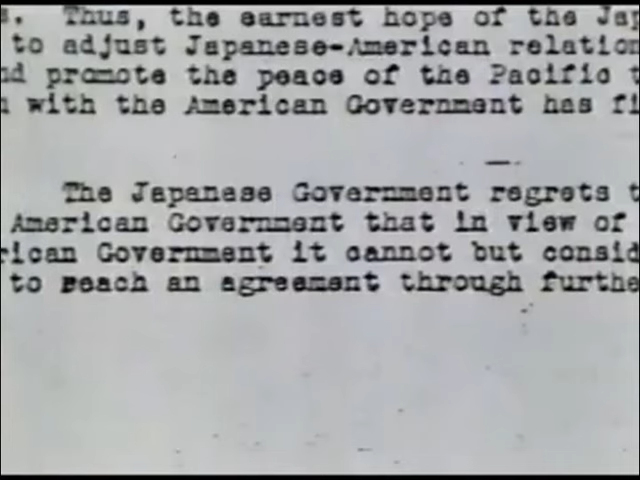 s. Thus, the earnest hope of the Jap
to adjust Japanese-American relation
nd promote the peace of the Pacific t
with the American Government has fi
The Japanese Government regrets t
American Government that in view of
rican Government it cannot but consid
to reach an agreement through furthe